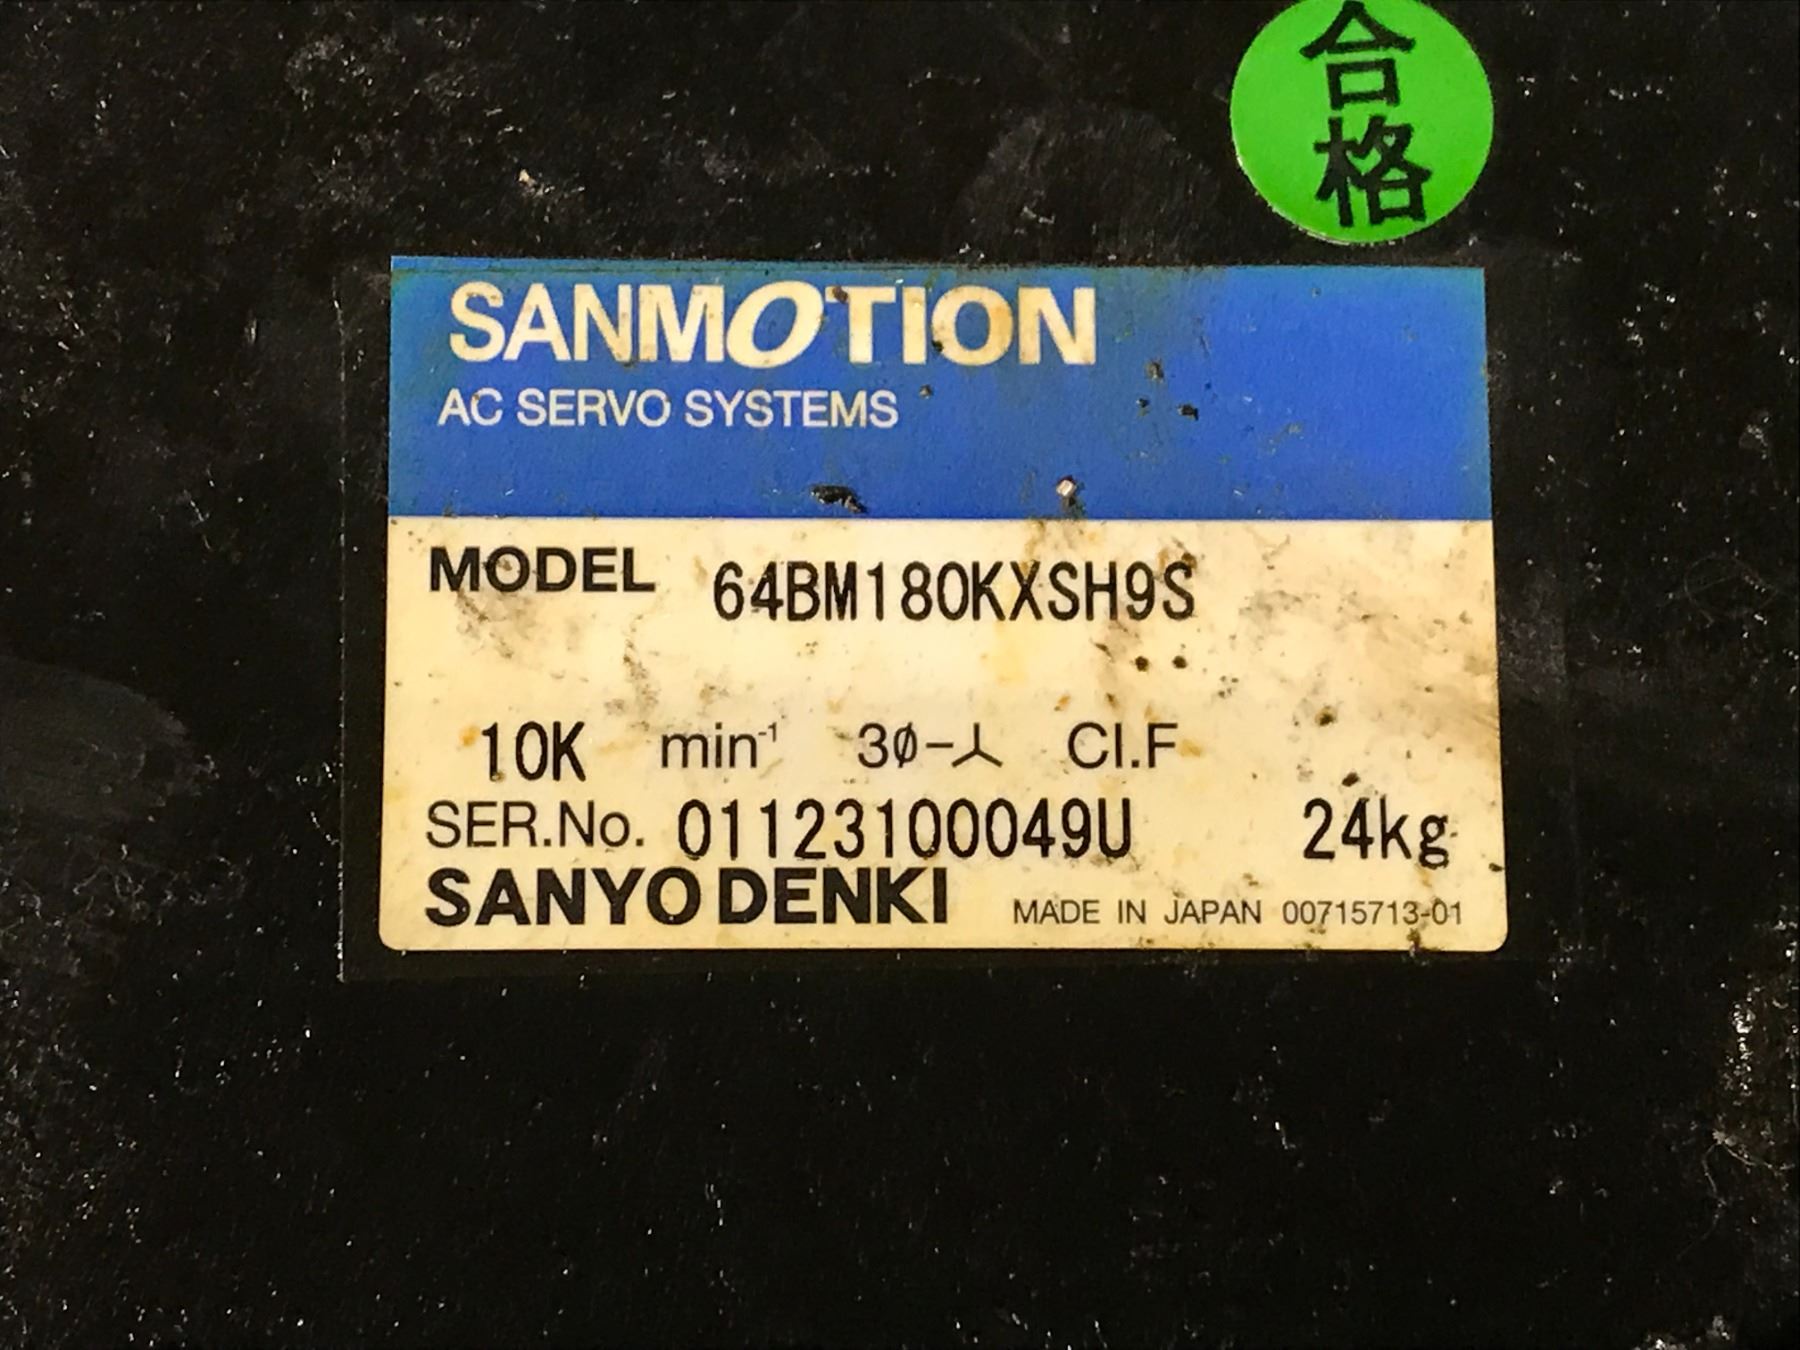 合
格
SANMOTION
AC SERVO SYSTEMS
MODEL 64BM180KXSH9S
10K min-1 3ø-⅄ Cl.F
SER.No. 01123100049U 24kg
SANYO DENKI MADE IN JAPAN 00715713-01